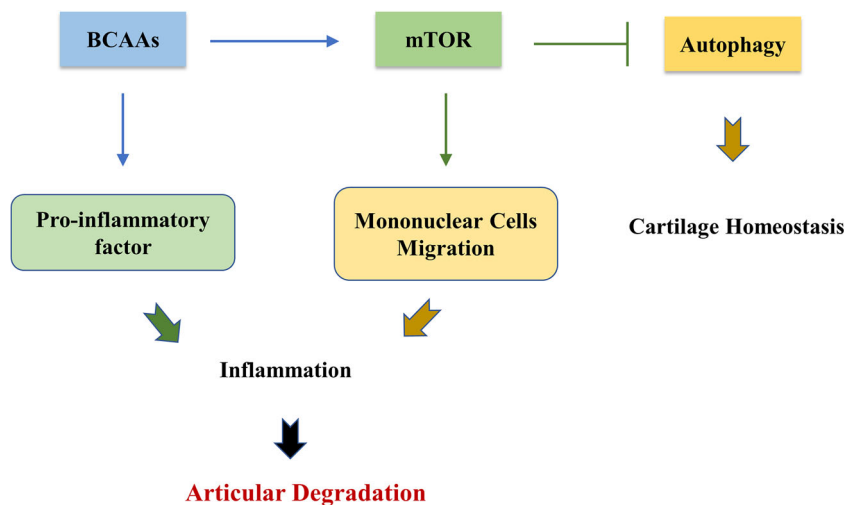 BCAAs
mTOR
Autophagy
Pro-inflammatory
factor
Mononuclear Cells
Migration
Cartilage Homeostasis
Inflammation
Articular Degradation